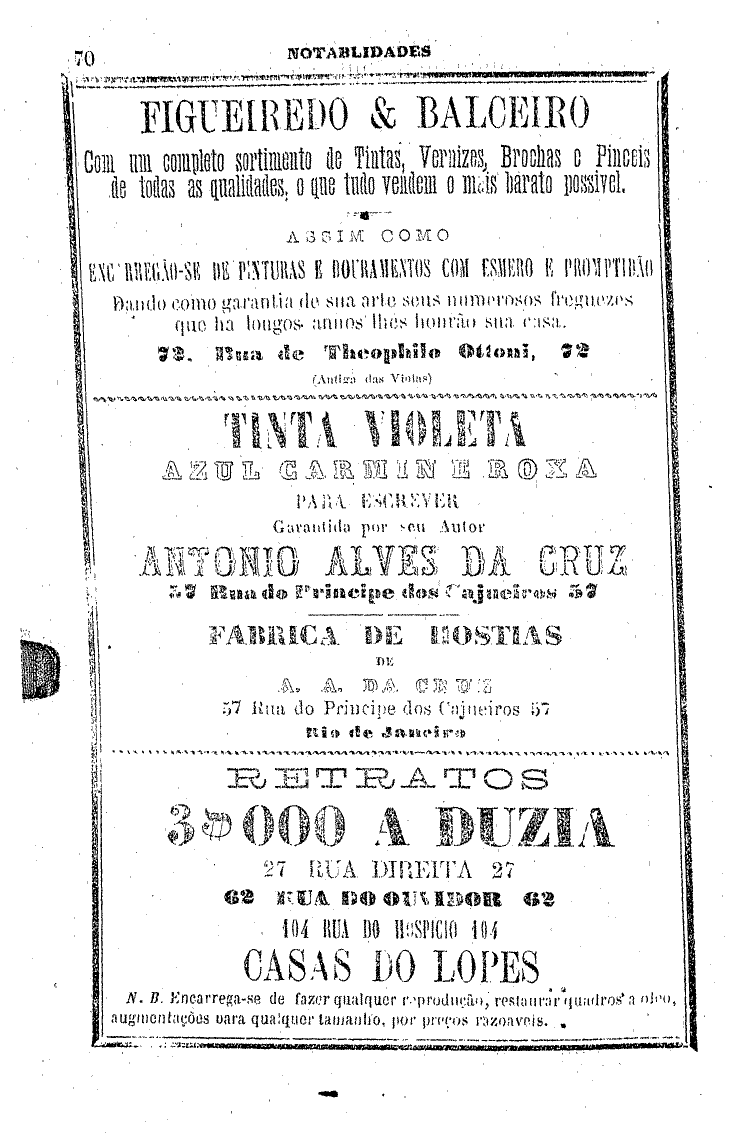 70
NOTABLIDADES
FIGUEIREDO & BALCEIRO
Com um completo sortimento de Tintas, Vernizes, Brochas e Pinceis
de todas as qualidades, o que tudo vendem o mais barato possivel.
ASSIM COMO
ENCARREGÃO-SE DE PINTURAS E DOURAMENTOS COM ESMERO E PROMPTIDÃO
Dando como garantia de sua arte seus numerosos freguezes
que ha longos annos lhes honrão sua casa.
72. Rua de Theophilo Ottoni, 72
(Antiga das Violas)
TINTA VIOLETA
AZUL CARMIN E ROXA
PARA ESCREVER
Garantida por seu Autor
ANTONIO ALVES DA CRUZ
57 Rua do Principe dos Cajueiros 57
FABRICA DE HOSTIAS
DE
A. A. DA CRUZ
57 Rua do Principe dos Cajueiros 57
Rio de Janeiro
RETRATOS
3$000 A DUZIA
27 RUA DIREITA 27
62 RUA DO OUVIDOR 62
104 RUA DO HOSPICIO 104
CASAS DO LOPES
N. B. Encarrega-se de fazer qualquer reprodução, restaurar quadros a oleo,
augmentações para qualquer tamanho, por preços razoaveis.